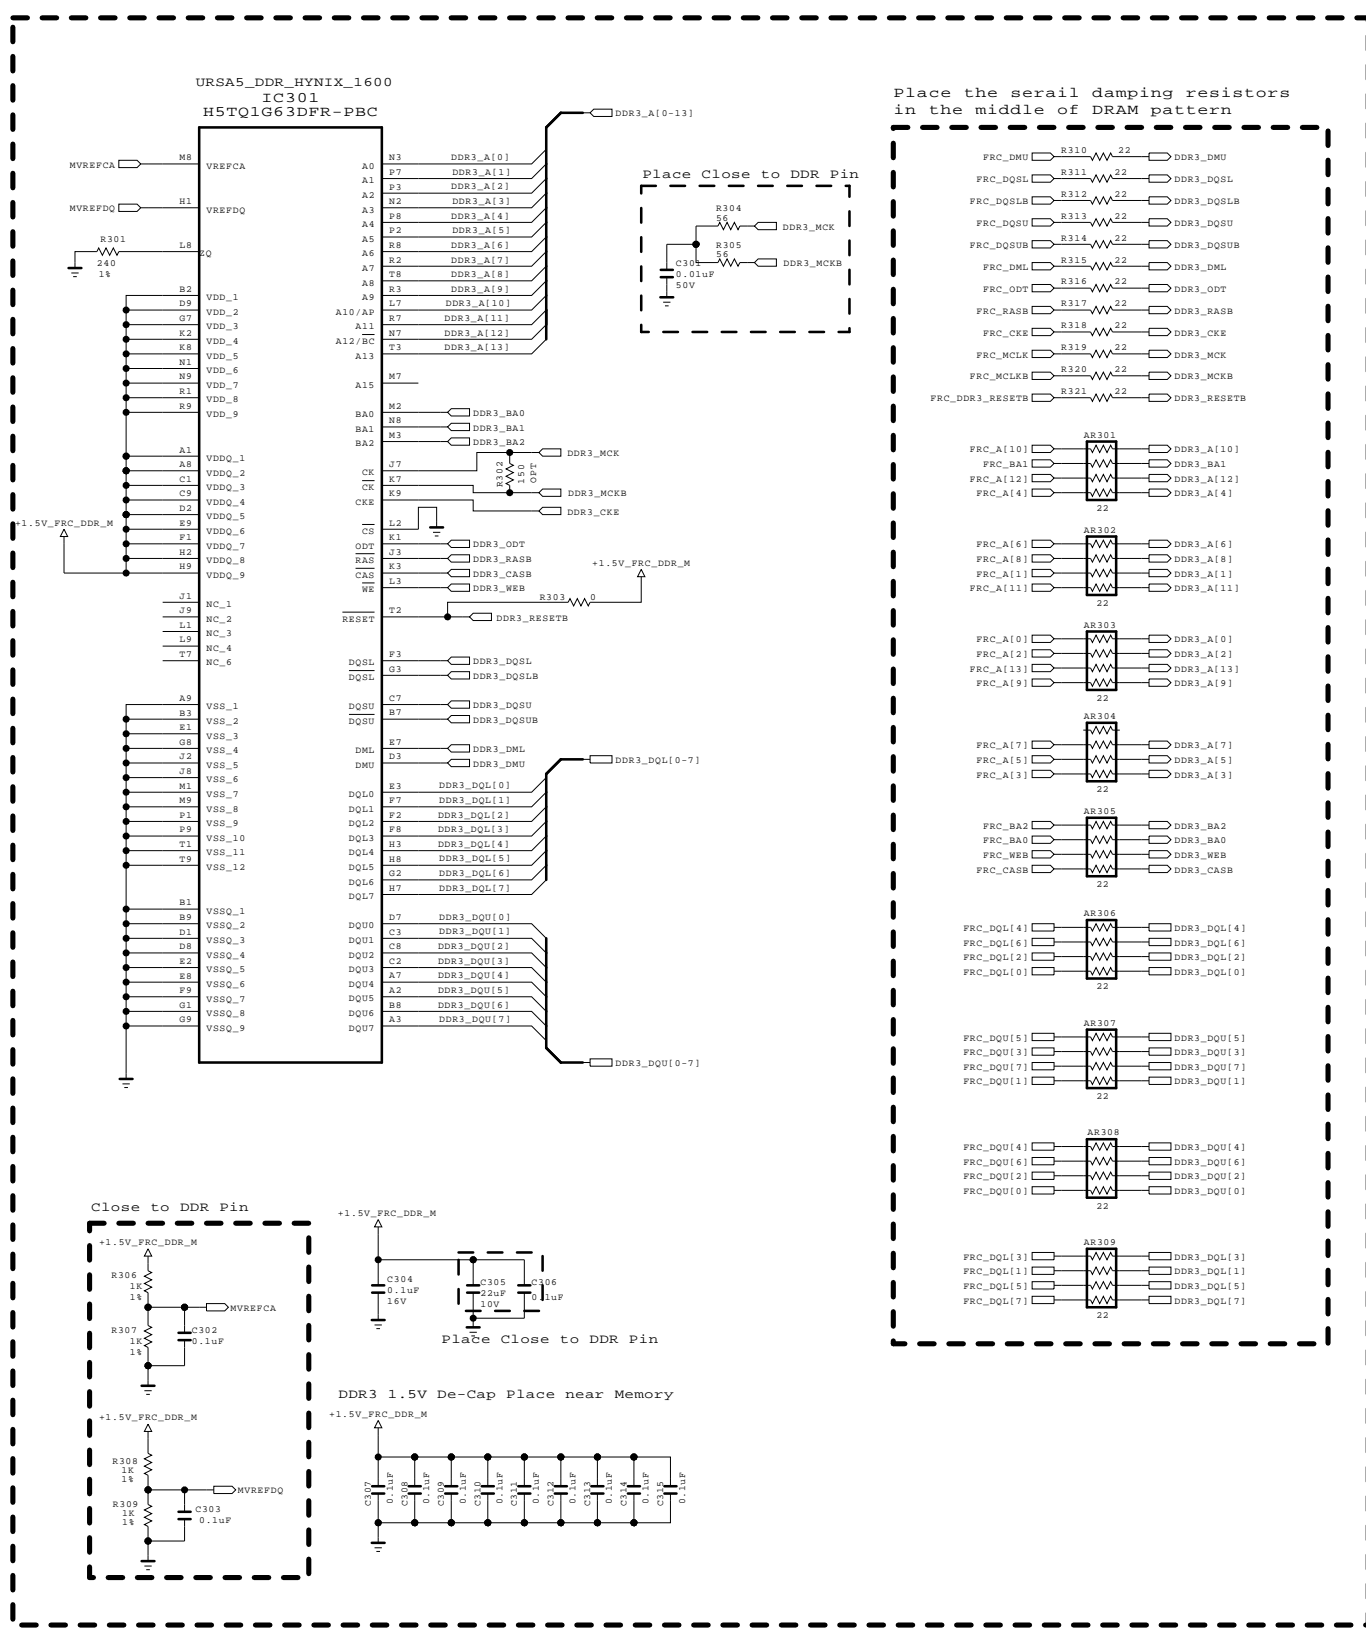 URSA5_DDR_HYNIX_1600
IC301
H5TQ1G63DFR-PBC
MVREFCA
M8
VREFCA
MVREFDQ
H1
VREFDQ
R301
240
1%
L8
ZQ
B2 VDD_1
D9 VDD_2
G7 VDD_3
K2 VDD_4
K8 VDD_5
N1 VDD_6
N9 VDD_7
R1 VDD_8
R9 VDD_9
A1 VDDQ_1
A8 VDDQ_2
C1 VDDQ_3
C9 VDDQ_4
D2 VDDQ_5
E9 VDDQ_6
F1 VDDQ_7
H2 VDDQ_8
H9 VDDQ_9
+1.5V_FRC_DDR_M
J1 NC_1
J9 NC_2
L1 NC_3
L9 NC_4
T7 NC_6
A9 VSS_1
B3 VSS_2
E1 VSS_3
G8 VSS_4
J2 VSS_5
J8 VSS_6
M1 VSS_7
M9 VSS_8
P1 VSS_9
P9 VSS_10
T1 VSS_11
T9 VSS_12
B1 VSSQ_1
B9 VSSQ_2
D1 VSSQ_3
D8 VSSQ_4
E2 VSSQ_5
E8 VSSQ_6
F9 VSSQ_7
G1 VSSQ_8
G9 VSSQ_9
DDR3_A[0-13]
A0 N3 DDR3_A[0]
A1 P7 DDR3_A[1]
A2 P3 DDR3_A[2]
A3 N2 DDR3_A[3]
A4 P8 DDR3_A[4]
A5 P2 DDR3_A[5]
A6 R8 DDR3_A[6]
A7 R2 DDR3_A[7]
A8 T8 DDR3_A[8]
A9 R3 DDR3_A[9]
A10/AP L7 DDR3_A[10]
A11 R7 DDR3_A[11]
A12/BC N7 DDR3_A[12]
A13 T3 DDR3_A[13]
A15 M7
BA0 M2 DDR3_BA0
BA1 N8 DDR3_BA1
BA2 M3 DDR3_BA2
CK J7 DDR3_MCK
R302
150
OPT
CK K7 DDR3_MCKB
CKE K9 DDR3_CKE
CS L2
ODT K1 DDR3_ODT
RAS J3 DDR3_RASB
CAS K3 DDR3_CASB
WE L3 DDR3_WEB
+1.5V_FRC_DDR_M
R303 0
RESET T2 DDR3_RESETB
DQSL F3 DDR3_DQSL
DQSL G3 DDR3_DQSLB
DQSU C7 DDR3_DQSU
DQSU B7 DDR3_DQSUB
DML E7 DDR3_DML
DMU D3 DDR3_DMU
DDR3_DQL[0-7]
DQL0 E3 DDR3_DQL[0]
DQL1 F7 DDR3_DQL[1]
DQL2 F2 DDR3_DQL[2]
DQL3 F8 DDR3_DQL[3]
DQL4 H3 DDR3_DQL[4]
DQL5 H8 DDR3_DQL[5]
DQL6 G2 DDR3_DQL[6]
DQL7 H7 DDR3_DQL[7]
DQU0 D7 DDR3_DQU[0]
DQU1 C3 DDR3_DQU[1]
DQU2 C8 DDR3_DQU[2]
DQU3 C2 DDR3_DQU[3]
DQU4 A7 DDR3_DQU[4]
DQU5 A2 DDR3_DQU[5]
DQU6 B8 DDR3_DQU[6]
DQU7 A3 DDR3_DQU[7]
DDR3_DQU[0-7]
Place Close to DDR Pin
R304
56
DDR3_MCK
R305
56
DDR3_MCKB
C301
0.01uF
50V
Place the serail damping resistors
in the middle of DRAM pattern
FRC_DMU R310 22 DDR3_DMU
FRC_DQSL R311 22 DDR3_DQSL
FRC_DQSLB R312 22 DDR3_DQSLB
FRC_DQSU R313 22 DDR3_DQSU
FRC_DQSUB R314 22 DDR3_DQSUB
FRC_DML R315 22 DDR3_DML
FRC_ODT R316 22 DDR3_ODT
FRC_RASB R317 22 DDR3_RASB
FRC_CKE R318 22 DDR3_CKE
FRC_MCLK R319 22 DDR3_MCK
FRC_MCLKB R320 22 DDR3_MCKB
FRC_DDR3_RESETB R321 22 DDR3_RESETB
AR301
FRC_A[10] DDR3_A[10]
FRC_BA1 DDR3_BA1
FRC_A[12] DDR3_A[12]
FRC_A[4] DDR3_A[4]
22
AR302
FRC_A[6] DDR3_A[6]
FRC_A[8] DDR3_A[8]
FRC_A[1] DDR3_A[1]
FRC_A[11] DDR3_A[11]
22
AR303
FRC_A[0] DDR3_A[0]
FRC_A[2] DDR3_A[2]
FRC_A[13] DDR3_A[13]
FRC_A[9] DDR3_A[9]
22
AR304
FRC_A[7] DDR3_A[7]
FRC_A[5] DDR3_A[5]
FRC_A[3] DDR3_A[3]
22
AR305
FRC_BA2 DDR3_BA2
FRC_BA0 DDR3_BA0
FRC_WEB DDR3_WEB
FRC_CASB DDR3_CASB
22
AR306
FRC_DQL[4] DDR3_DQL[4]
FRC_DQL[6] DDR3_DQL[6]
FRC_DQL[2] DDR3_DQL[2]
FRC_DQL[0] DDR3_DQL[0]
22
AR307
FRC_DQU[5] DDR3_DQU[5]
FRC_DQU[3] DDR3_DQU[3]
FRC_DQU[7] DDR3_DQU[7]
FRC_DQU[1] DDR3_DQU[1]
22
AR308
FRC_DQU[4] DDR3_DQU[4]
FRC_DQU[6] DDR3_DQU[6]
FRC_DQU[2] DDR3_DQU[2]
FRC_DQU[0] DDR3_DQU[0]
22
AR309
FRC_DQL[3] DDR3_DQL[3]
FRC_DQL[1] DDR3_DQL[1]
FRC_DQL[5] DDR3_DQL[5]
FRC_DQL[7] DDR3_DQL[7]
22
Close to DDR Pin
+1.5V_FRC_DDR_M
R306
1K
1%
MVREFCA
R307
1K
1%
C302
0.1uF
+1.5V_FRC_DDR_M
R308
1K
1%
MVREFDQ
R309
1K
1%
C303
0.1uF
+1.5V_FRC_DDR_M
C304
0.1uF
16V
C305
22uF
10V
C306
0.1uF
Place Close to DDR Pin
DDR3 1.5V De-Cap Place near Memory
+1.5V_FRC_DDR_M
C307 0.1uF
C308 0.1uF
C309 0.1uF
C310 0.1uF
C311 0.1uF
C312 0.1uF
C313 0.1uF
C314 0.1uF
C315 0.1uF